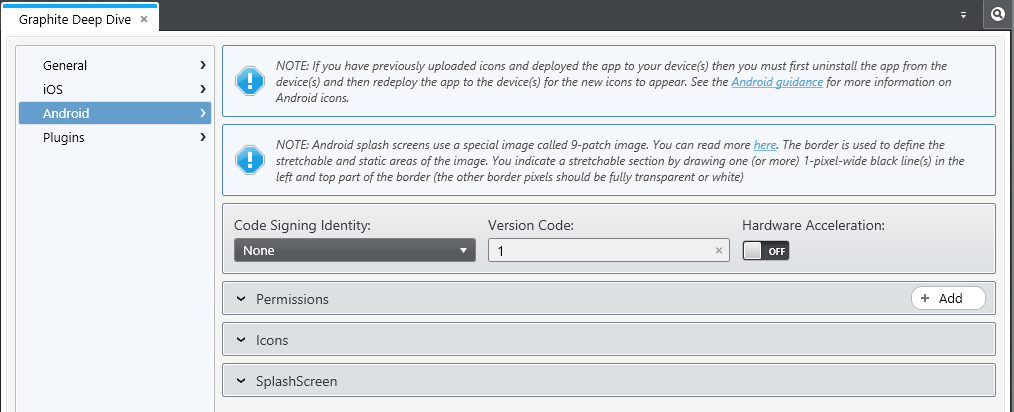 Graphite Deep Dive ×
General
iOS
Android
Plugins
NOTE: If you have previously uploaded icons and deployed the app to your device(s) then you must first uninstall the app from the
device(s) and then redeploy the app to the device(s) for the new icons to appear. See the Android guidance for more information on
Android icons.
NOTE: Android splash screens use a special image called 9-patch image. You can read more here. The border is used to define the
stretchable and static areas of the image. You indicate a stretchable section by drawing one (or more) 1-pixel-wide black line(s) in the
left and top part of the border (the other border pixels should be fully transparent or white)
Code Signing Identity: Version Code: Hardware Acceleration:
None 1 × OFF
Permissions + Add
Icons
SplashScreen